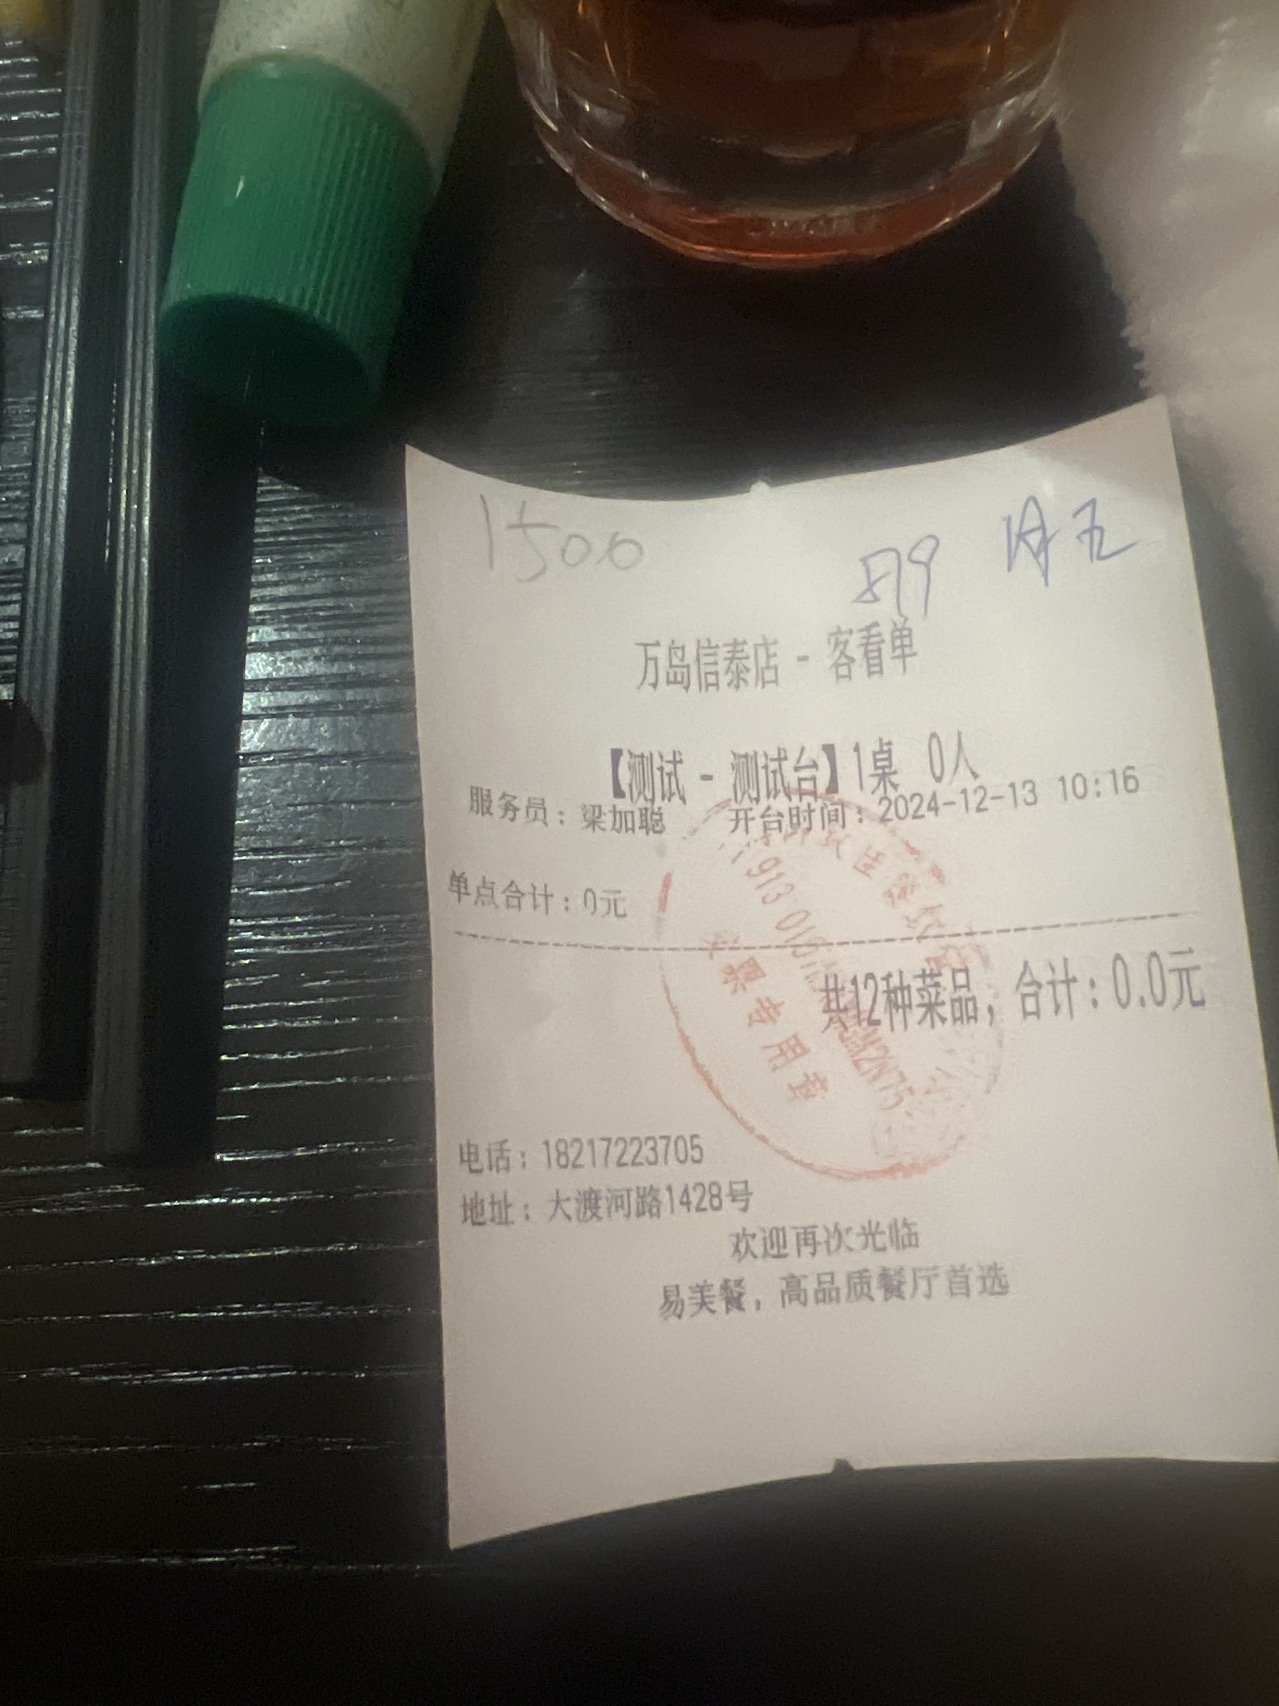 1500
万岛信泰店 - 客看单
【测试 - 测试台】1桌 0人
服务员：梁加聪 开台时间：2024-12-13 10:16
单点合计：0元
共12种菜品，合计：0.0元
票专用章
电话：18217223705
地址：大渡河路1428号
欢迎再次光临
易美餐，高品质餐厅首选